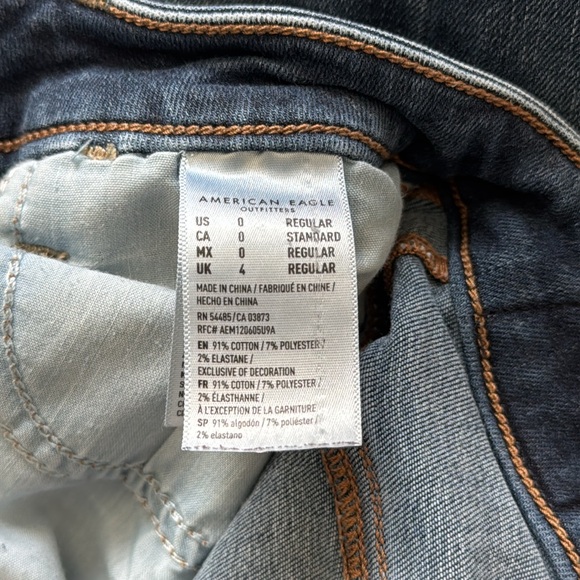 AMERICAN EAGLE
OUTFITTERS
US 0 REGULAR
CA 0 STANDARD
MX 0 REGULAR
UK 4 REGULAR
MADE IN CHINA / FABRIQUÉ EN CHINE /
HECHO EN CHINA
RN 54485/CA 03873
RFC# AEM120605U9A
EN 91% COTTON / 7% POLYESTER /
2% ELASTANE /
EXCLUSIVE OF DECORATION
FR 91% COTON / 7% POLYESTER /
2% ÉLASTHANNE /
À L'EXCEPTION DE LA GARNITURE
SP 91% algodón / 7% poliéster /
2% elastano